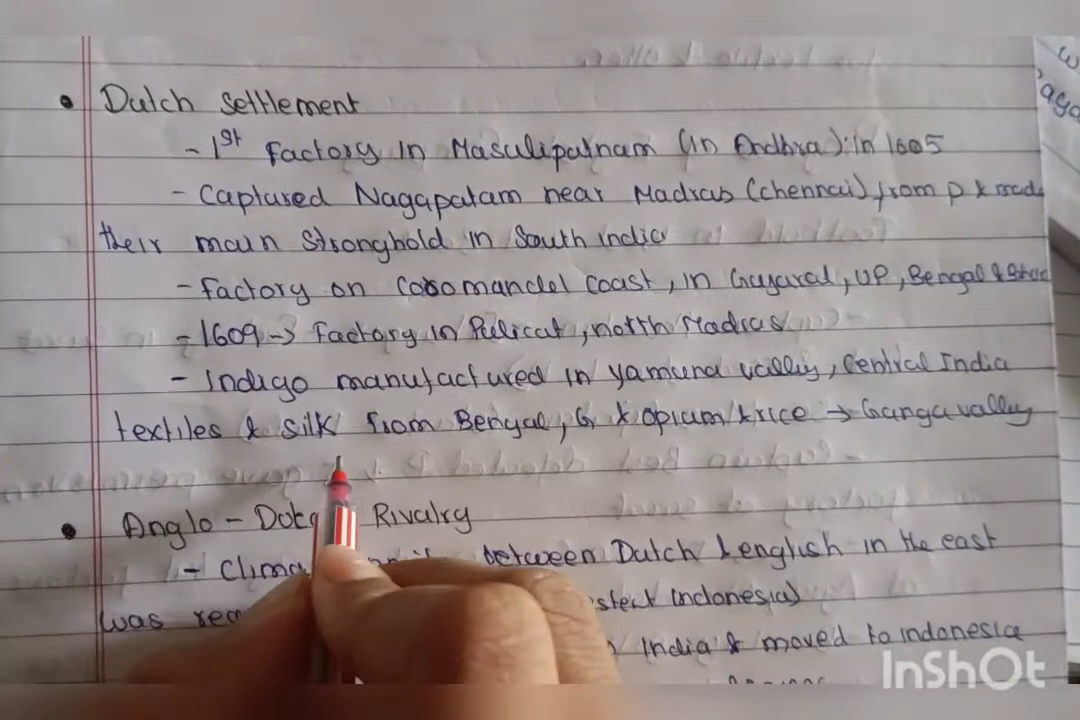 • Dutch Settlement
- 1st factory in Masulipatnam (in Andhra): in 1605
- Captured Nagapatam near Madras (chennai), from P & made
their main Stronghold in South India
- factory on Coromandel Coast, in Gujarat, UP, Bengal &
- 1609 -> Factory in Pulicat, north Madras
- Indigo manufactured in yamuna valley, Central India
textiles & silk from Bengal, G & opium & rice -> Ganga valley
• Anglo - Rivalry
- between Dutch & english in the east
was Indonesia)
India & moved to indonesia
InShOt